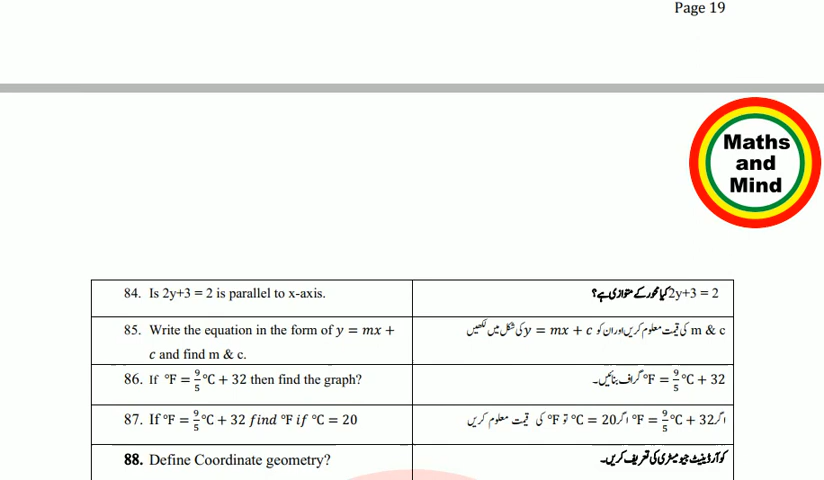 Page 19
Maths
and
Mind
84. Is 2y+3 = 2 is parallel to x-axis.
2y+3 = 2 کیا محور کے متوازی ہے؟
85. Write the equation in the form of y = mx +
c and find m & c.
m & c کی قیمت معلوم کریں اور ان کو y = mx + c کی شکل میں لکھیں
86. If °F = 9/5 °C + 32 then find the graph?
°F = 9/5 °C + 32 گراف بنائیں۔
87. If °F = 9/5 °C + 32 find °F if °C = 20
اگر °F = 9/5 °C + 32 اگر °C = 20 تو °F کی قیمت معلوم کریں
88. Define Coordinate geometry?
کوآرڈینیٹ جیومیٹری کی تعریف کریں۔